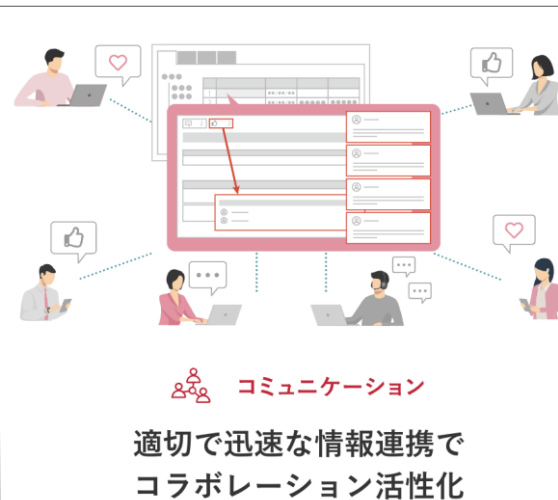 コミュニケーション
適切で迅速な情報連携で
コラボレーション活性化